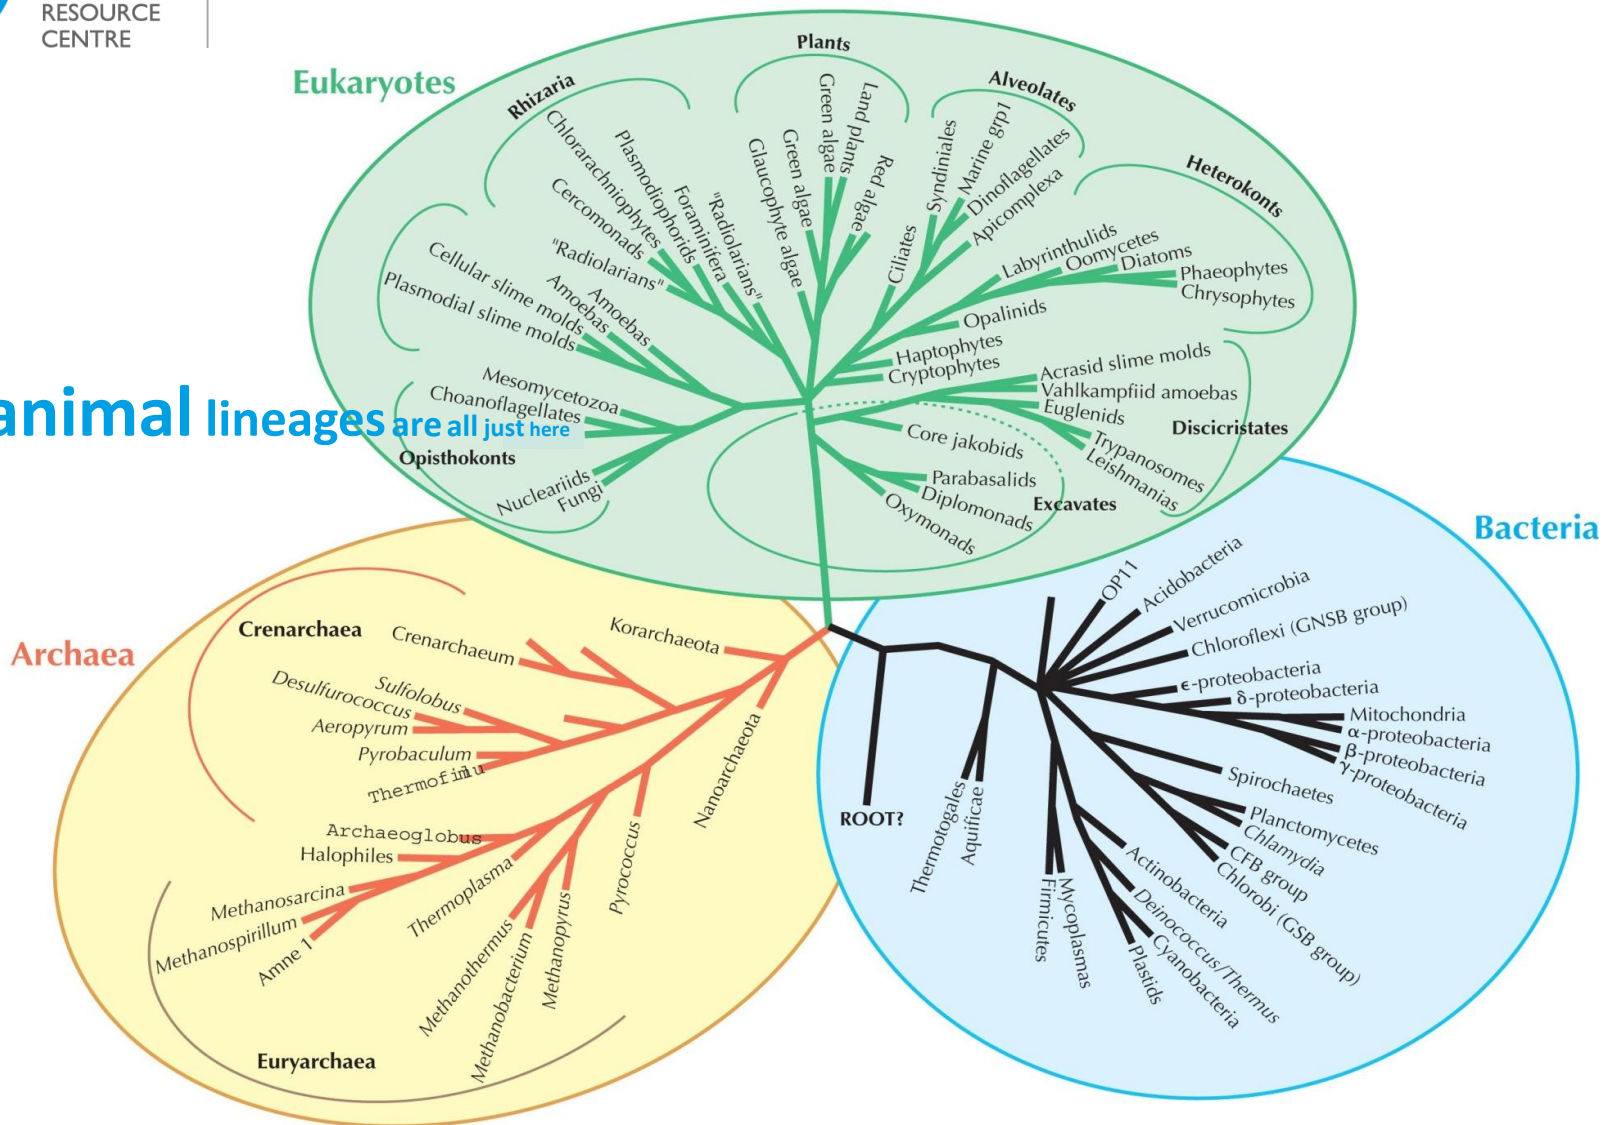 RESOURCE
CENTRE
Eukaryotes
Plants
Rhizaria
Alveolates
Heterokonts
Chlorarachniophytes
Plasmodiophorids
Cercomonads
Foraminifera
"Radiolarians"
"Radiolarians"
Glaucophyte algae
Green algae
Green algae
Land plants
Red algae
Syndiniales
Marine grp1
Dinoflagellates
Apicomplexa
Ciliates
Labyrinthulids
Oomycetes
Diatoms
Phaeophytes
Chrysophytes
Opalinids
Haptophytes
Cryptophytes
Cellular slime molds
Plasmodial slime molds
Amoebas
Amoebas
Mesomycetozoa
Choanoflagellates
animal lineages are all just here
Opisthokonts
Nucleariids
Fungi
Acrasid slime molds
Vahlkampfiid amoebas
Euglenids
Trypanosomes
Leishmanias
Discicristates
Core jakobids
Parabasalids
Diplomonads
Oxymonads
Excavates
Bacteria
OP11
Acidobacteria
Verrucomicrobia
Chloroflexi (GNSB group)
ϵ-proteobacteria
δ-proteobacteria
Mitochondria
α-proteobacteria
β-proteobacteria
γ-proteobacteria
Spirochaetes
Planctomycetes
Chlamydia
CFB group
Chlorobi (GSB group)
Actinobacteria
Deinococcus/Thermus
Cyanobacteria
Plastids
Mycoplasmas
Firmicutes
Aquificae
Thermotogales
ROOT?
Archaea
Crenarchaea
Crenarchaeum
Korarchaeota
Desulfurococcus
Sulfolobus
Aeropyrum
Pyrobaculum
Nanoarchaeota
Archaeoglobus
Halophiles
Methanosarcina
Methanospirillum
Amne 1
Thermoplasma
Methanothermus
Methanobacterium
Methanopyrus
Pyrococcus
Euryarchaea